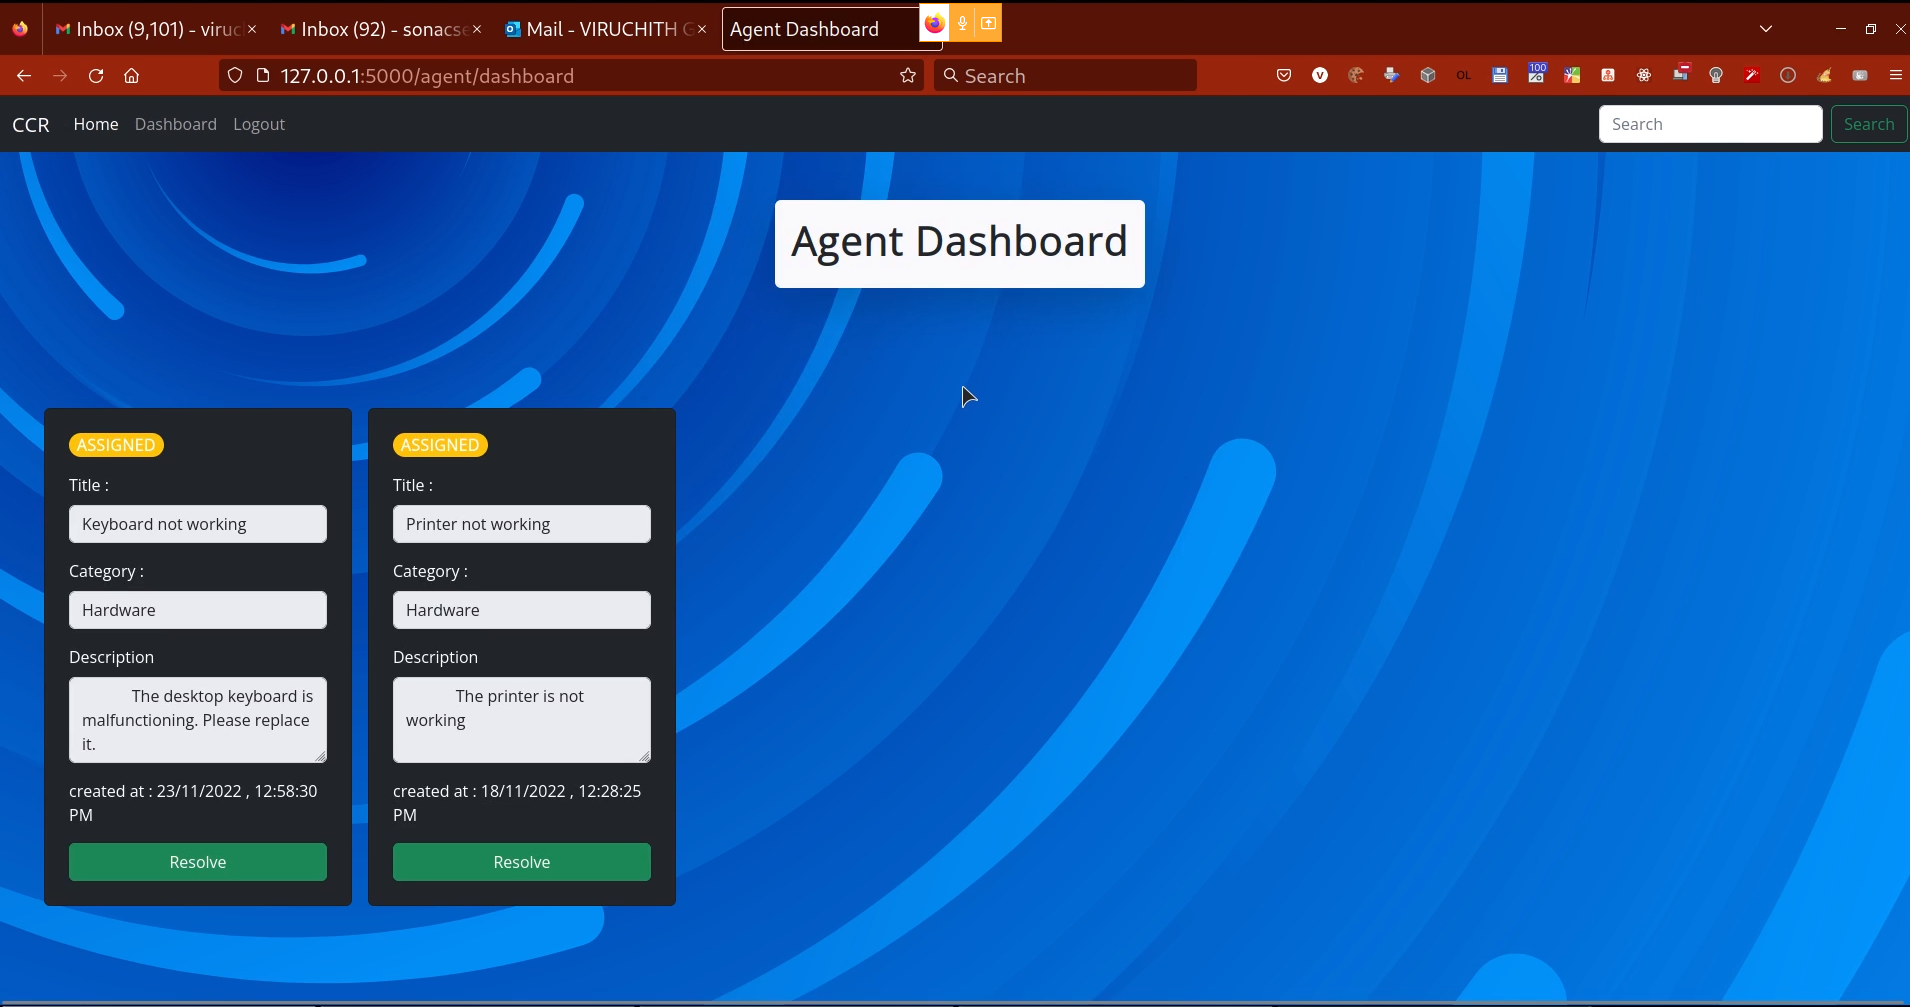 Inbox (9,101) - viruc
Inbox (92) - sonacse
Mail - VIRUCHITH G
Agent Dashboard
127.0.0.1:5000/agent/dashboard
Search
OL
100
CCR
Home
Dashboard
Logout
Search
Search
Agent Dashboard
ASSIGNED
Title :
Keyboard not working
Category :
Hardware
Description
The desktop keyboard is
malfunctioning. Please replace
it.
created at : 23/11/2022 , 12:58:30
PM
Resolve
ASSIGNED
Title :
Printer not working
Category :
Hardware
Description
The printer is not
working
created at : 18/11/2022 , 12:28:25
PM
Resolve